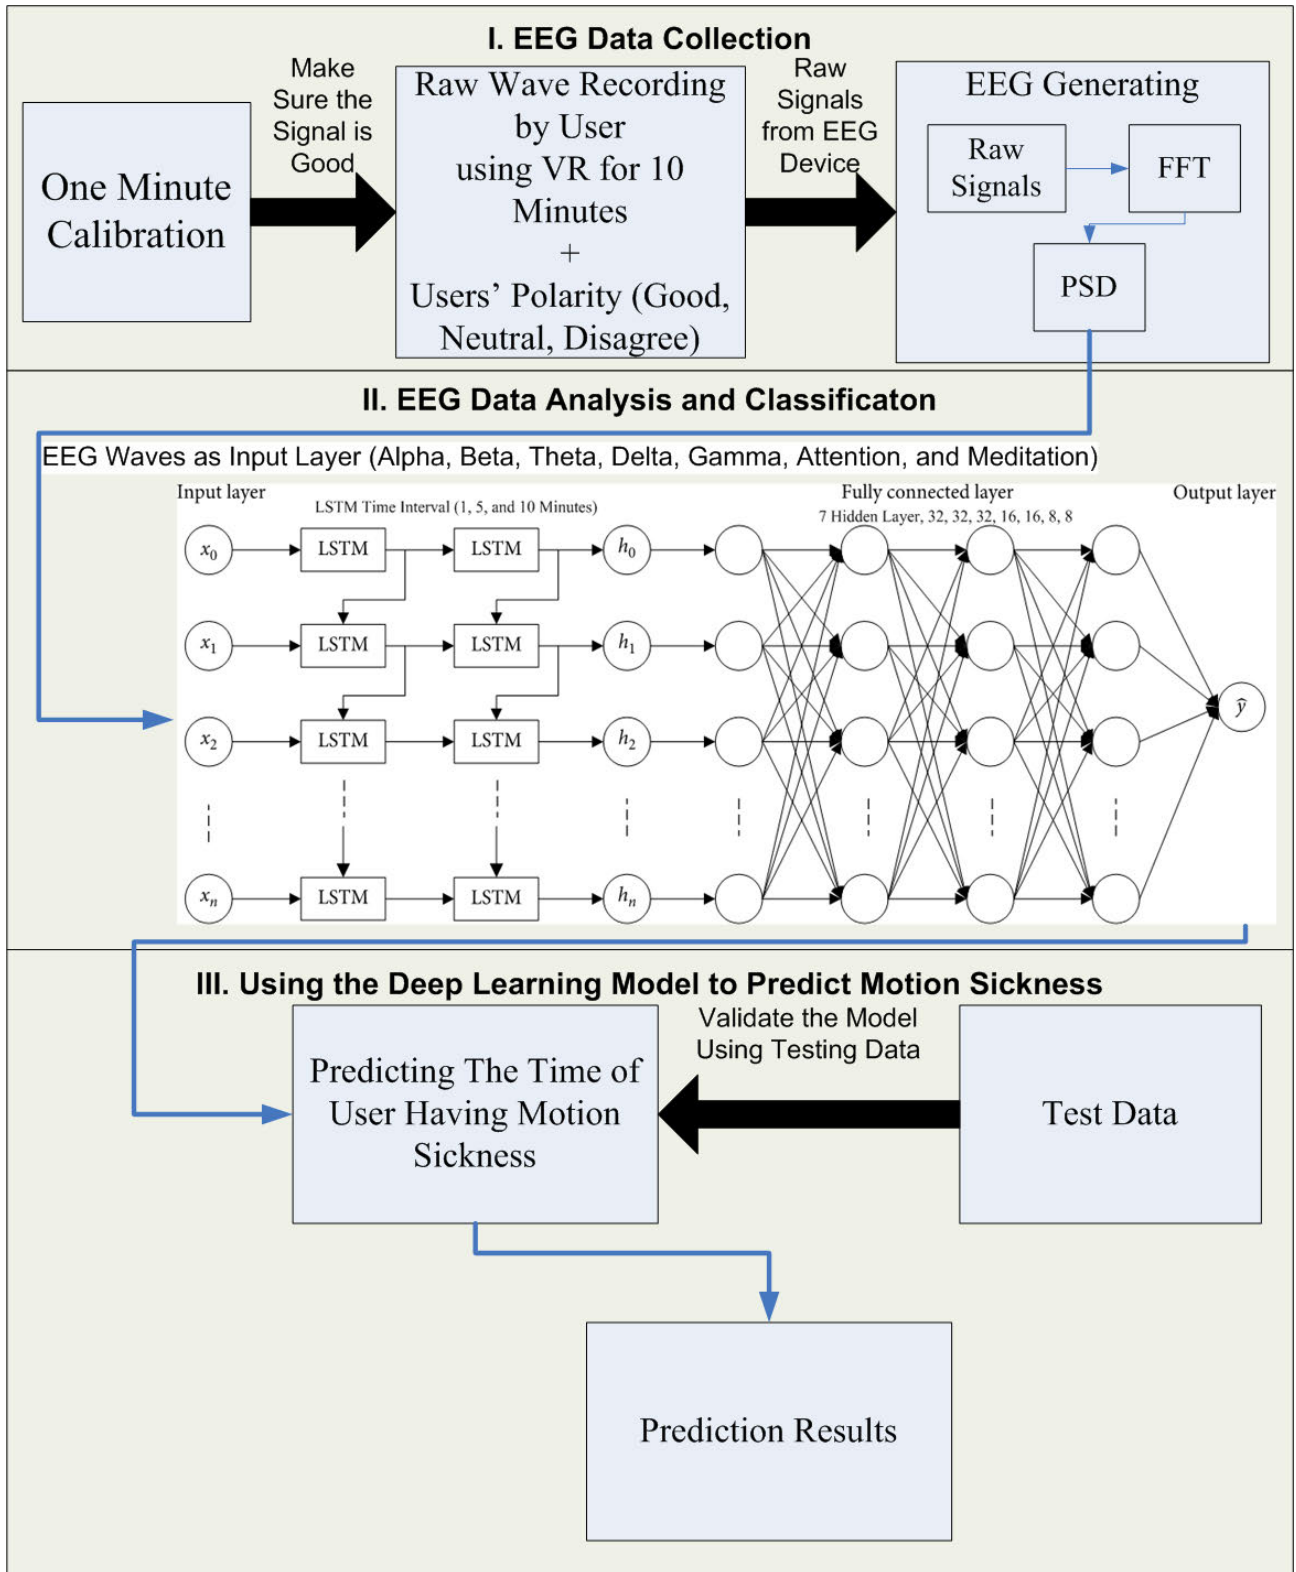 I. EEG Data Collection
One Minute
Calibration
Make
Sure the
Signal is
Good
Raw Wave Recording
by User
using VR for 10
Minutes
+
Users’ Polarity (Good,
Neutral, Disagree)
Raw
Signals
from EEG
Device
EEG Generating
Raw
Signals
FFT
PSD
II. EEG Data Analysis and Classificaton
EEG Waves as Input Layer (Alpha, Beta, Theta, Delta, Gamma, Attention, and Meditation)
Input layer
LSTM Time Interval (1, 5, and 10 Minutes)
Fully connected layer
7 Hidden Layer, 32, 32, 32, 16, 16, 8, 8
Output layer
x0 LSTM LSTM h0
x1 LSTM LSTM h1
x2 LSTM LSTM h2
ŷ
xn LSTM LSTM hn
III. Using the Deep Learning Model to Predict Motion Sickness
Predicting The Time of
User Having Motion
Sickness
Validate the Model
Using Testing Data
Test Data
Prediction Results